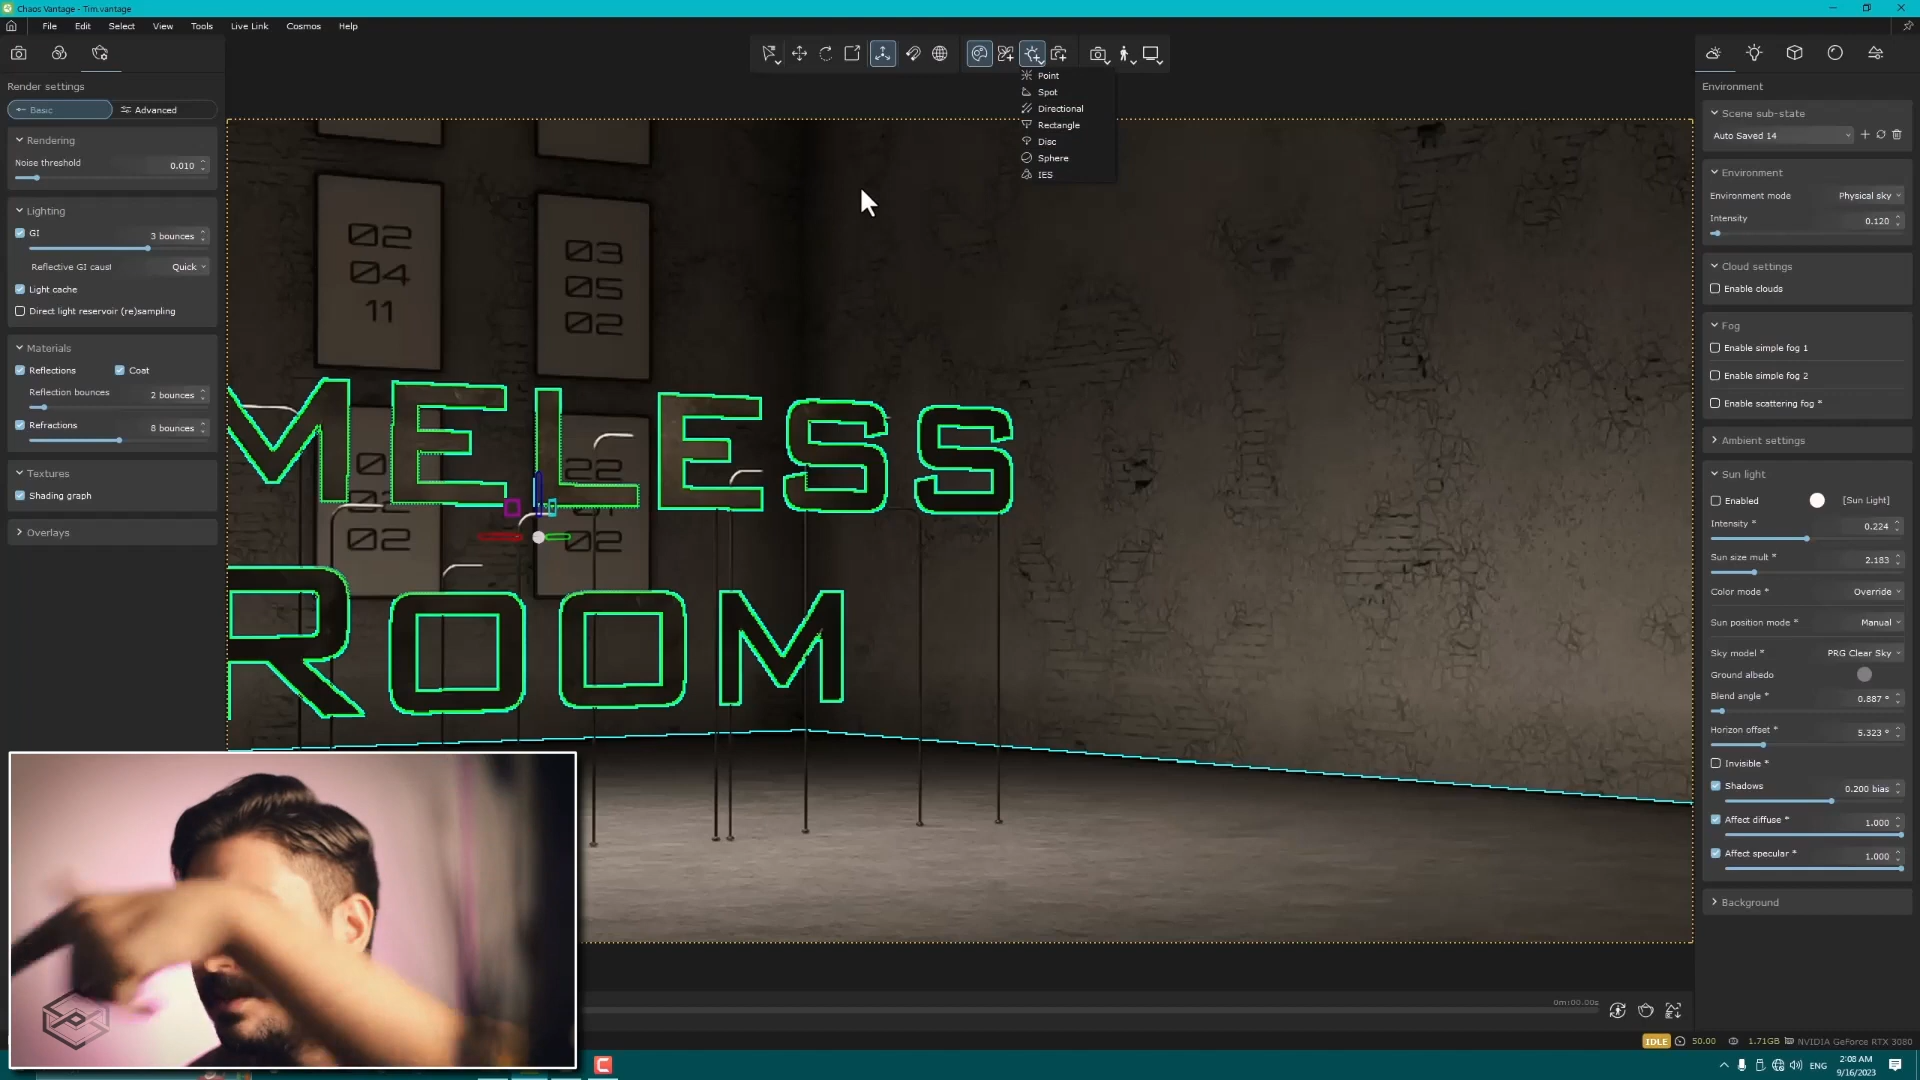 Chaos Vantage - Tim.vantage
File Edit Select View Tools Live Link Cosmos Help
Render settings
Basic Advanced
Rendering
Noise threshold 0.010
Lighting
GI 3 bounces
Reflective GI caust Quick
Light cache
Direct light reservoir (re)sampling
Materials
Reflections Coat
Reflection bounces 2 bounces
Refractions 8 bounces
Textures
Shading graph
Overlays
Point
Spot
Directional
Rectangle
Disc
Sphere
IES
02
04
11
03
05
02
MELESS
22
02
02
ROOM
Environment
Scene sub-state
Auto Saved 14
Environment
Environment mode Physical sky
Intensity 0.120
Cloud settings
Enable clouds
Fog
Enable simple fog 1
Enable simple fog 2
Enable scattering fog *
Ambient settings
Sun light
Enabled [Sun Light]
Intensity * 0.224
Sun size mult * 2.183
Color mode * Override
Sun position mode * Manual
Sky model * PRG Clear Sky
Ground albedo
Blend angle * 0.887 °
Horizon offset * 5.323 °
Invisible *
Shadows 0.200 bias
Affect diffuse * 1.000
Affect specular * 1.000
Background
0m:00.00s
IDLE 50.00 1.71GB NVIDIA GeForce RTX 3080
ENG
2:08 AM
9/16/2023